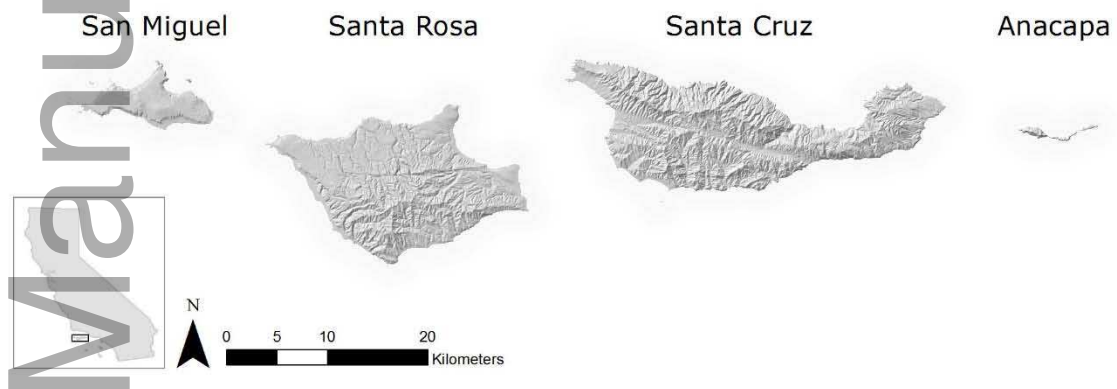 San Miguel
Santa Rosa
Santa Cruz
Anacapa
Manu
N
0 5 10 20
Kilometers